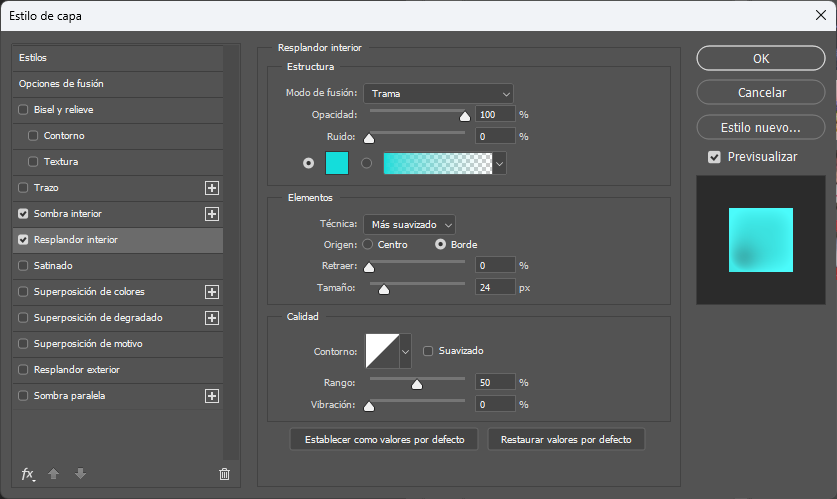 Estilo de capa
Estilos
Opciones de fusión
Bisel y relieve
Contorno
Textura
Trazo
Sombra interior
Resplandor interior
Satinado
Superposición de colores
Superposición de degradado
Superposición de motivo
Resplandor exterior
Sombra paralela
fx
Resplandor interior
Estructura
Modo de fusión: Trama
Opacidad: 100 %
Ruido: 0 %
Elementos
Técnica: Más suavizado
Origen: Centro Borde
Retraer: 0 %
Tamaño: 24 px
Calidad
Contorno: Suavizado
Rango: 50 %
Vibración: 0 %
Establecer como valores por defecto Restaurar valores por defecto
OK
Cancelar
Estilo nuevo...
Previsualizar